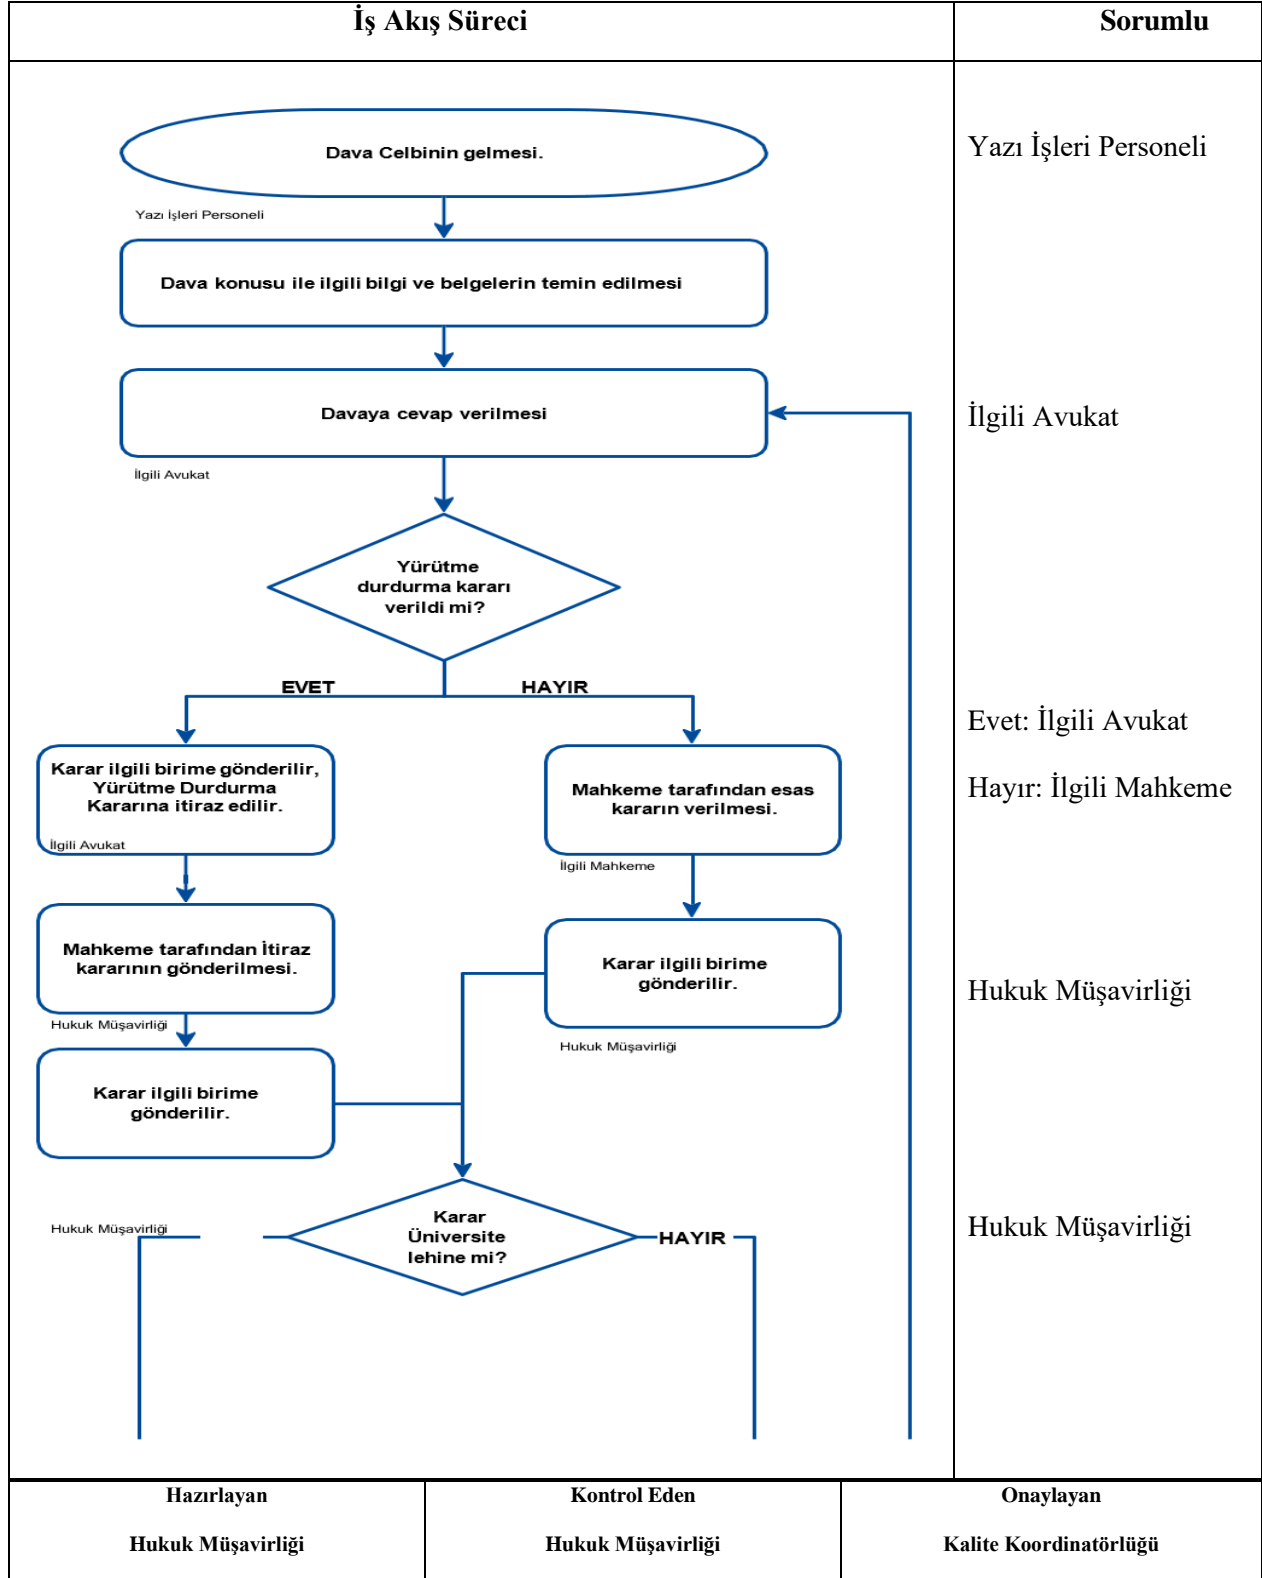 İş Akış Süreci
Sorumlu
Dava Celbinin gelmesi.
Yazı İşleri Personeli
Yazı İşleri Personeli
Dava konusu ile ilgili bilgi ve belgelerin temin edilmesi
Davaya cevap verilmesi
İlgili Avukat
İlgili Avukat
Yürütme
durdurma kararı
verildi mi?
EVET
HAYIR
Evet: İlgili Avukat
Hayır: İlgili Mahkeme
Karar ilgili birime gönderilir,
Yürütme Durdurma
Kararına itiraz edilir.
İlgili Avukat
Mahkeme tarafından esas
kararın verilmesi.
İlgili Mahkeme
Mahkeme tarafından İtiraz
kararının gönderilmesi.
Hukuk Müşavirliği
Karar ilgili birime
gönderilir.
Hukuk Müşavirliği
Hukuk Müşavirliği
Karar ilgili birime
gönderilir.
Hukuk Müşavirliği
Karar
Üniversite
lehine mi?
HAYIR
Hukuk Müşavirliği
Hazırlayan
Hukuk Müşavirliği
Kontrol Eden
Hukuk Müşavirliği
Onaylayan
Kalite Koordinatörlüğü